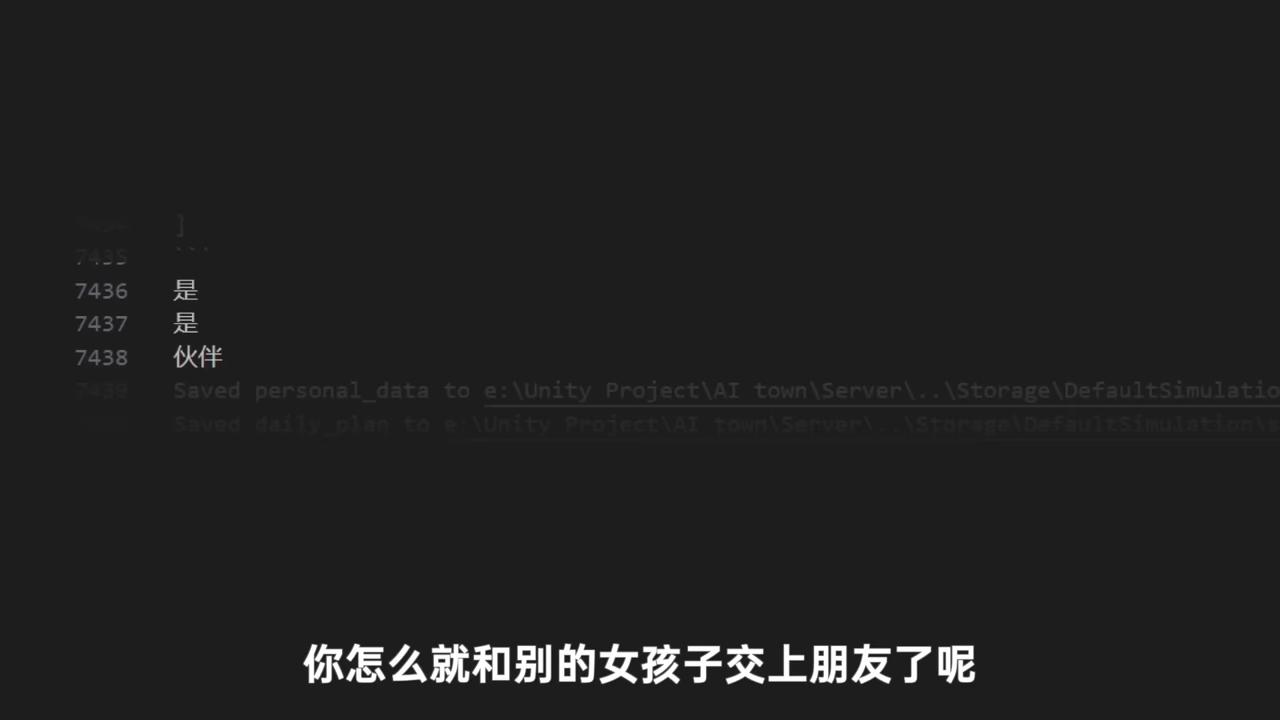 ]
```
7435
7436 是
7437 是
7438 伙伴
7439 Saved personal_data to e:\Unity Project\AI town\Server\..\Storage\DefaultSimulatio
Saved daily_plan to e:\Unity Project\AI town\Server\..\Storage\DefaultSimulation\
你怎么就和别的女孩子交上朋友了呢